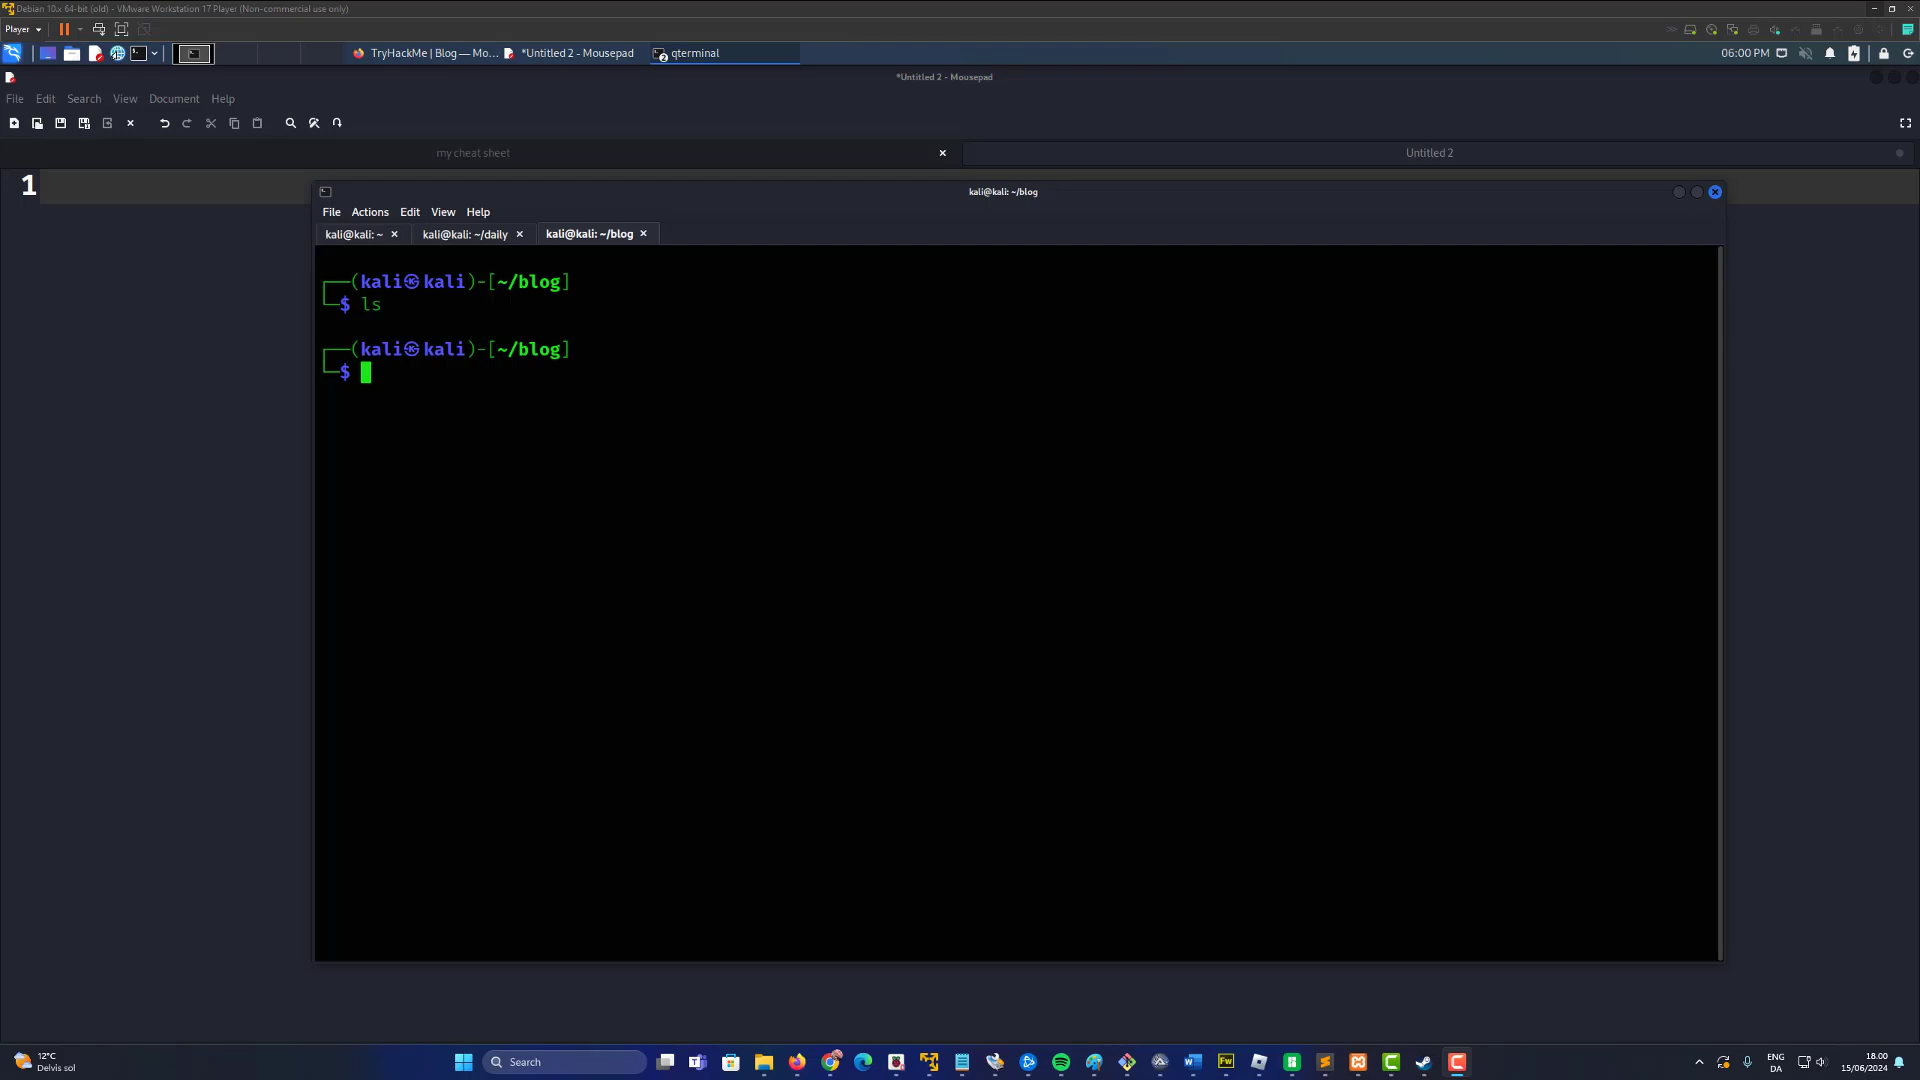 Debian 10.x 64-bit (old) - VMware Workstation 17 Player (Non-commercial use only)
Player
TryHackMe | Blog — Mo...
*Untitled 2 - Mousepad
qterminal
06:00 PM
*Untitled 2 - Mousepad
File Edit Search View Document Help
my cheat sheet
Untitled 2
1
kali@kali: ~/blog
File Actions Edit View Help
kali@kali: ~
kali@kali: ~/daily
kali@kali: ~/blog
┌──(kali㉿kali)-[~/blog]
└─$ ls
┌──(kali㉿kali)-[~/blog]
└─$
12°C
Delvis sol
Search
ENG
DA
18.00
15/06/2024